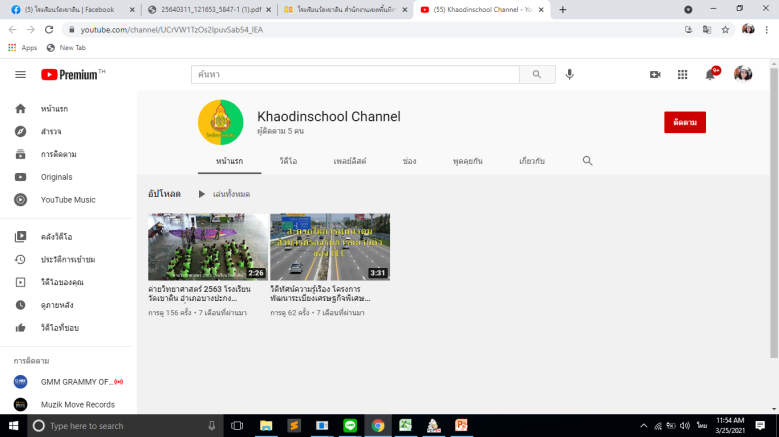 (5) โรงเรียนวัดเขาดิน | Facebook
25640311_121653_5847-1 (1).pdf
โรงเรียนวัดเขาดิน สำนักงานเขตพื้นที่ก
(55) Khaodinschool Channel - Yo
youtube.com/channel/UCrVW1TzOs2IpuvSab54_IEA
Apps
New Tab
Premium TH
ค้นหา
9+
หน้าแรก
สำรวจ
การติดตาม
Originals
YouTube Music
คลังวิดีโอ
ประวัติการเข้าชม
วิดีโอของคุณ
ดูภายหลัง
วิดีโอที่ชอบ
การติดตาม
GMM GRAMMY OF...
Muzik Move Records
Khaodinschool Channel
ผู้ติดตาม 5 คน
ติดตาม
หน้าแรก
วิดีโอ
เพลย์ลิสต์
ช่อง
พูดคุยกัน
เกี่ยวกับ
อัปโหลด
เล่นทั้งหมด
2:26
ค่ายวิทยาศาสตร์ 2563 โรงเรียน
วัดเขาดิน อำเภอบางปะกง...
การดู 156 ครั้ง • 7 เดือนที่ผ่านมา
3:31
วีดีทัศน์ความรู้เรื่อง โครงการ
พัฒนาระเบียงเศรษฐกิจพิเศษ...
การดู 62 ครั้ง • 7 เดือนที่ผ่านมา
Type here to search
ไทย
11:54 AM
3/25/2021